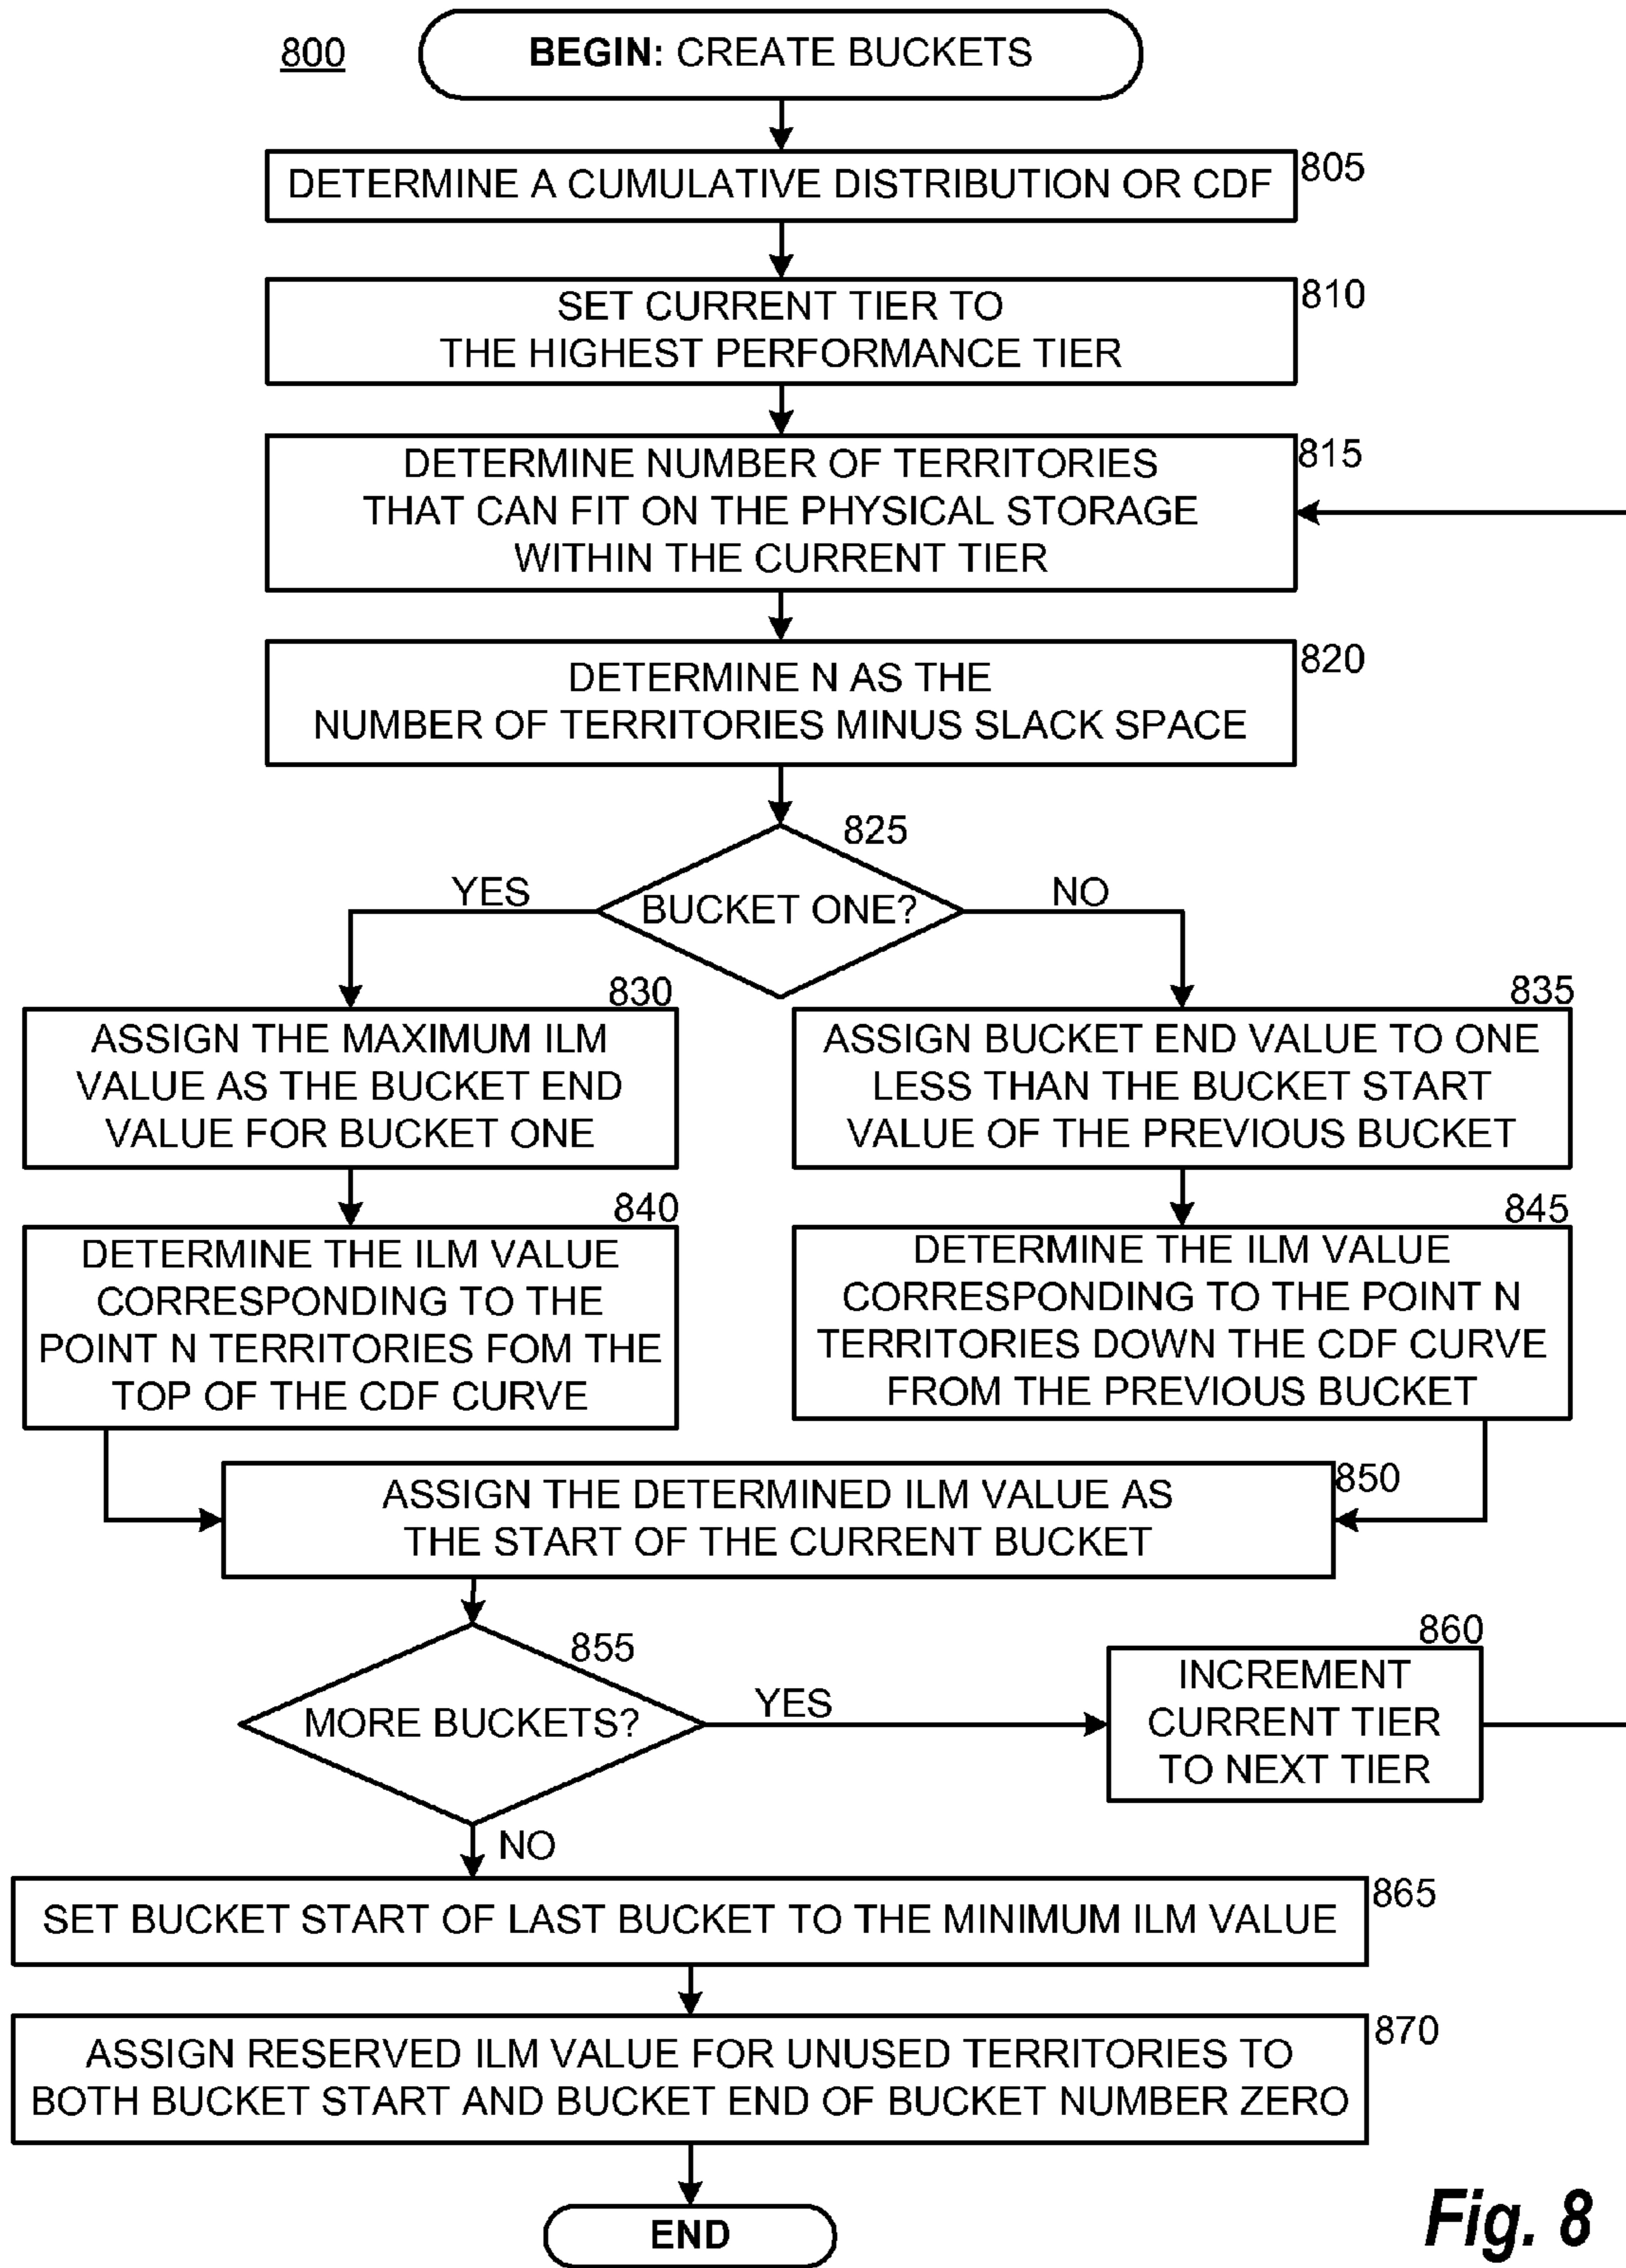 800
BEGIN: CREATE BUCKETS
805
DETERMINE A CUMULATIVE DISTRIBUTION OR CDF
810
SET CURRENT TIER TO
THE HIGHEST PERFORMANCE TIER
815
DETERMINE NUMBER OF TERRITORIES
THAT CAN FIT ON THE PHYSICAL STORAGE
WITHIN THE CURRENT TIER
820
DETERMINE N AS THE
NUMBER OF TERRITORIES MINUS SLACK SPACE
825
BUCKET ONE?
YES
NO
830
ASSIGN THE MAXIMUM ILM
VALUE AS THE BUCKET END
VALUE FOR BUCKET ONE
835
ASSIGN BUCKET END VALUE TO ONE
LESS THAN THE BUCKET START
VALUE OF THE PREVIOUS BUCKET
840
DETERMINE THE ILM VALUE
CORRESPONDING TO THE
POINT N TERRITORIES FOM THE
TOP OF THE CDF CURVE
845
DETERMINE THE ILM VALUE
CORRESPONDING TO THE POINT N
TERRITORIES DOWN THE CDF CURVE
FROM THE PREVIOUS BUCKET
850
ASSIGN THE DETERMINED ILM VALUE AS
THE START OF THE CURRENT BUCKET
855
MORE BUCKETS?
YES
860
INCREMENT
CURRENT TIER
TO NEXT TIER
NO
865
SET BUCKET START OF LAST BUCKET TO THE MINIMUM ILM VALUE
870
ASSIGN RESERVED ILM VALUE FOR UNUSED TERRITORIES TO
BOTH BUCKET START AND BUCKET END OF BUCKET NUMBER ZERO
END
Fig. 8